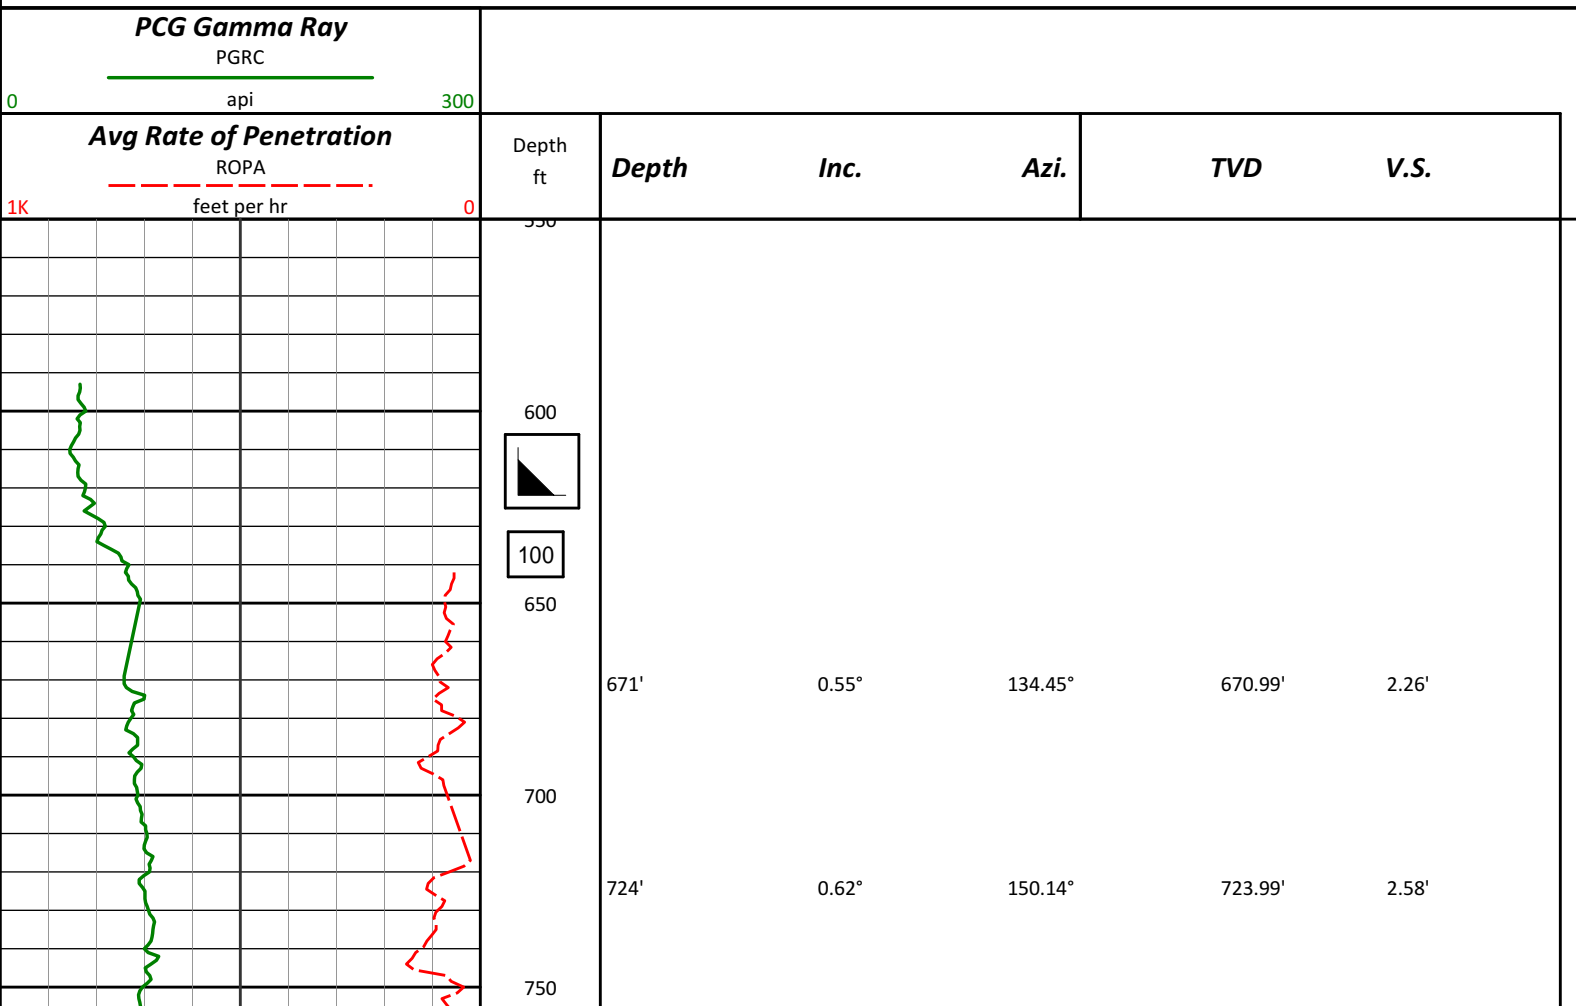 PCG Gamma Ray
PGRC
0 api 300
Avg Rate of Penetration
ROPA
1K feet per hr 0
Depth
ft
Depth Inc. Azi. TVD V.S.
550
600
100
650
671' 0.55° 134.45° 670.99' 2.26'
700
724' 0.62° 150.14° 723.99' 2.58'
750